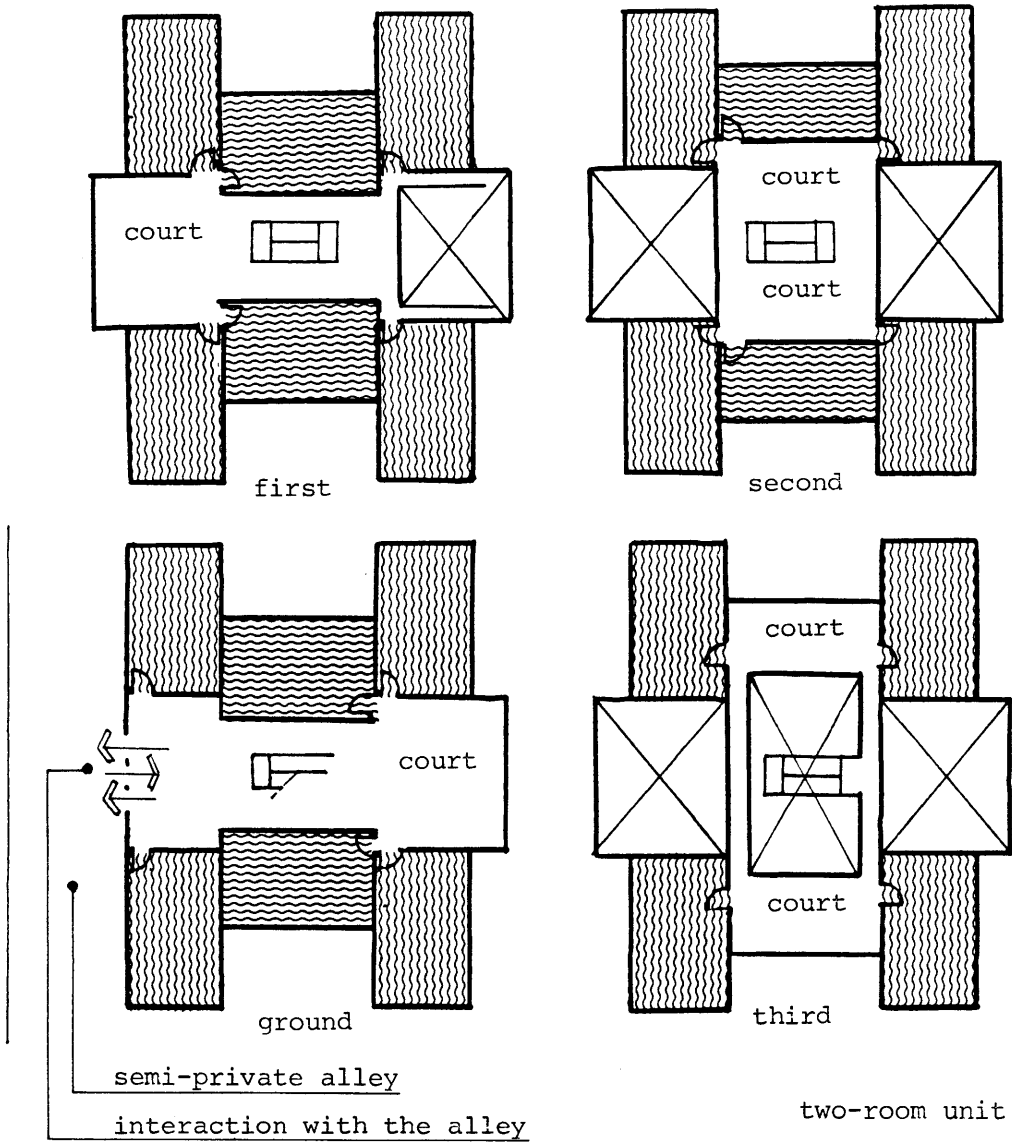 court
first
court
court
second
court
ground
court
court
third
semi-private alley
interaction with the alley
two-room unit